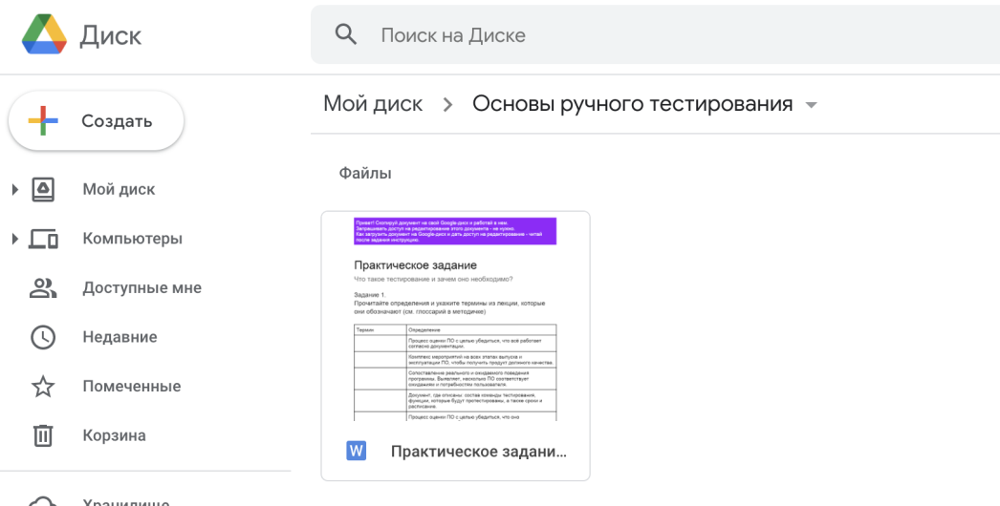 Диск
Поиск на Диске
Мой диск
Основы ручного тестирования
Создать
Мой диск
Компьютеры
Доступные мне
Недавние
Помеченные
Корзина
Хранилище
Файлы
Привет! Скопируй документ на свой Google-диск и работай в нем.
Запрашивать доступ на редактирование этого документа - не нужно.
Как загрузить документ на Google-диск и дать доступ на редактирование - читай
после задания инструкцию.
Практическое задание
Что такое тестирование и зачем оно необходимо?
Задание 1.
Прочитайте определения и укажите термины из лекции, которые
они обозначают (см. глоссарий в методичке)
Термин
Определение
Процесс оценки ПО с целью убедиться, что всё работает
согласно документации.
Комплекс мероприятий на всех этапах выпуска и
эксплуатации ПО, чтобы получить продукт должного качества.
Сопоставление реального и ожидаемого поведения
программы. Выявляет, насколько ПО соответствует
ожиданиям и потребностям пользователя.
Документ, где описаны: состав команды тестирования,
функции, которые будут протестированы, а также сроки и
расписание.
Процесс оценки ПО с целью убедиться, что оно
W
Практическое задани...